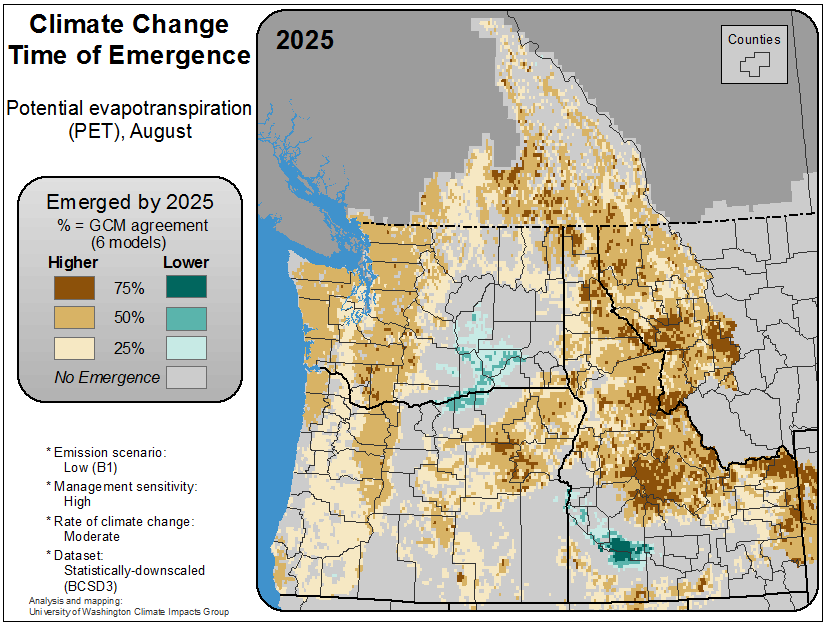 Climate Change
Time of Emergence
Potential evapotranspiration
(PET), August
Emerged by 2025
% = GCM agreement
(6 models)
Higher Lower
75%
50%
25%
No Emergence
* Emission scenario:
Low (B1)
* Management sensitivity:
High
* Rate of climate change:
Moderate
* Dataset:
Statistically-downscaled
(BCSD3)
Analysis and mapping:
University of Washington Climate Impacts Group
2025
Counties